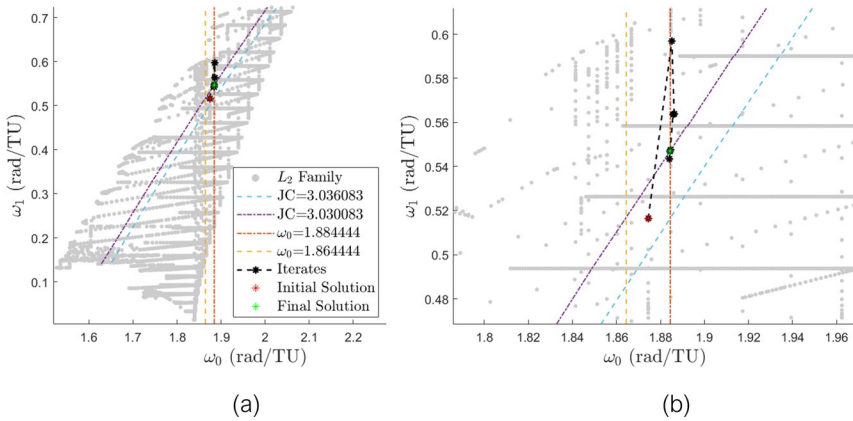 0.7
0.6
0.5
0.4
0.3
0.2
0.1
ω₁ (rad/TU)
1.6 1.7 1.8 1.9 2 2.1 2.2
ω₀ (rad/TU)
L₂ Family
JC=3.036083
JC=3.030083
ω₀=1.884444
ω₀=1.864444
Iterates
Initial Solution
Final Solution
(a)
0.6
0.58
0.56
0.54
0.52
0.5
0.48
ω₁ (rad/TU)
1.8 1.82 1.84 1.86 1.88 1.9 1.92 1.94 1.96
ω₀ (rad/TU)
(b)